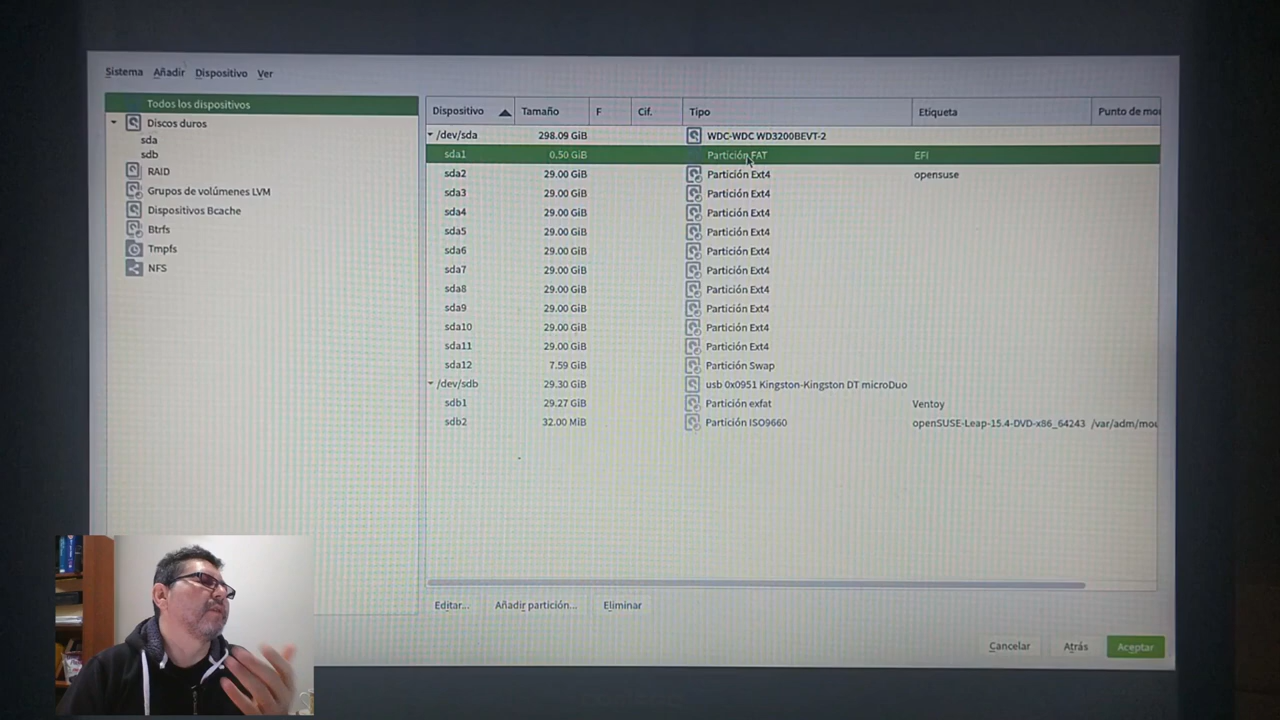 Sistema Añadir Dispositivo Ver
Todos los dispositivos
Discos duros
sda
sdb
RAID
Grupos de volúmenes LVM
Dispositivos Bcache
Btrfs
Tmpfs
NFS
Dispositivo Tamaño F Cif. Tipo Etiqueta Punto de mo
/dev/sda 298.09 GiB WDC-WDC WD3200BEVT-2
sda1 0.50 GiB Partición FAT EFI
sda2 29.00 GiB Partición Ext4 opensuse
sda3 29.00 GiB Partición Ext4
sda4 29.00 GiB Partición Ext4
sda5 29.00 GiB Partición Ext4
sda6 29.00 GiB Partición Ext4
sda7 29.00 GiB Partición Ext4
sda8 29.00 GiB Partición Ext4
sda9 29.00 GiB Partición Ext4
sda10 29.00 GiB Partición Ext4
sda11 29.00 GiB Partición Ext4
sda12 7.59 GiB Partición Swap
/dev/sdb 29.30 GiB usb 0x0951 Kingston-Kingston DT microDuo
sdb1 29.27 GiB Partición exfat Ventoy
sdb2 32.00 MiB Partición ISO9660 openSUSE-Leap-15.4-DVD-x86_64243 /var/adm/mou
Editar... Añadir partición... Eliminar
Cancelar Atrás Aceptar